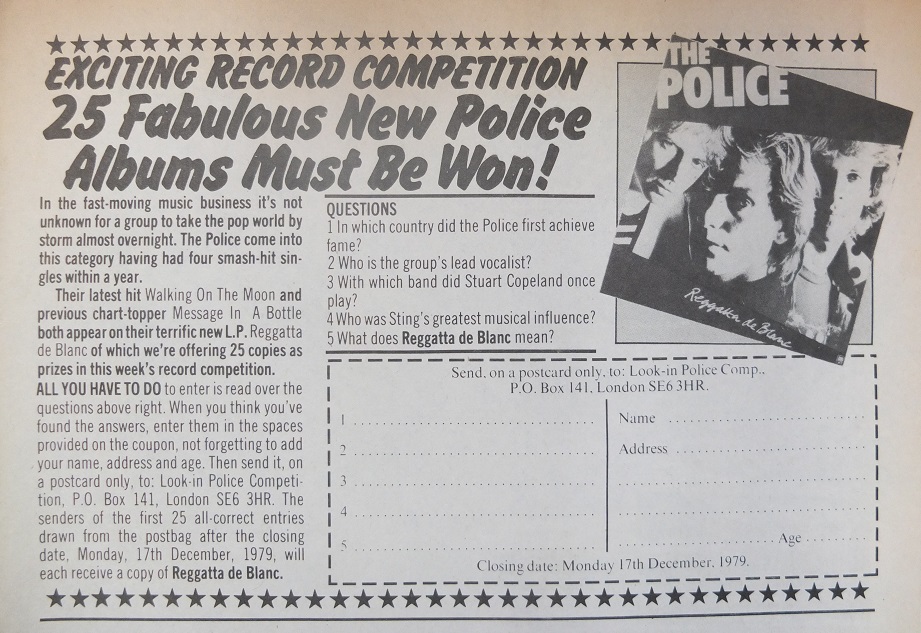 EXCITING RECORD COMPETITION
25 Fabulous New Police
Albums Must Be Won!
In the fast-moving music business it's not
unknown for a group to take the pop world by
storm almost overnight. The Police come into
this category having had four smash-hit sin-
gles within a year.
Their latest hit Walking On The Moon and
previous chart-topper Message In A Bottle
both appear on their terrific new L.P. Reggatta
de Blanc of which we're offering 25 copies as
prizes in this week's record competition.
ALL YOU HAVE TO DO to enter is read over the
questions above right. When you think you've
found the answers, enter them in the spaces
provided on the coupon, not forgetting to add
your name, address and age. Then send it, on
a postcard only, to: Look-in Police Competi-
tion, P.O. Box 141, London SE6 3HR. The
senders of the first 25 all-correct entries
drawn from the postbag after the closing
date, Monday, 17th December, 1979, will
each receive a copy of Reggatta de Blanc.
QUESTIONS
1 In which country did the Police first achieve
fame?
2 Who is the group's lead vocalist?
3 With which band did Stuart Copeland once
play?
4 Who was Sting's greatest musical influence?
5 What does Reggatta de Blanc mean?
THE
POLICE
Reggatta de Blanc
Send, on a postcard only, to: Look-in Police Comp.,
P.O. Box 141, London SE6 3HR.
1
2
3
4
5
Name
Address
Age
Closing date: Monday 17th December, 1979.